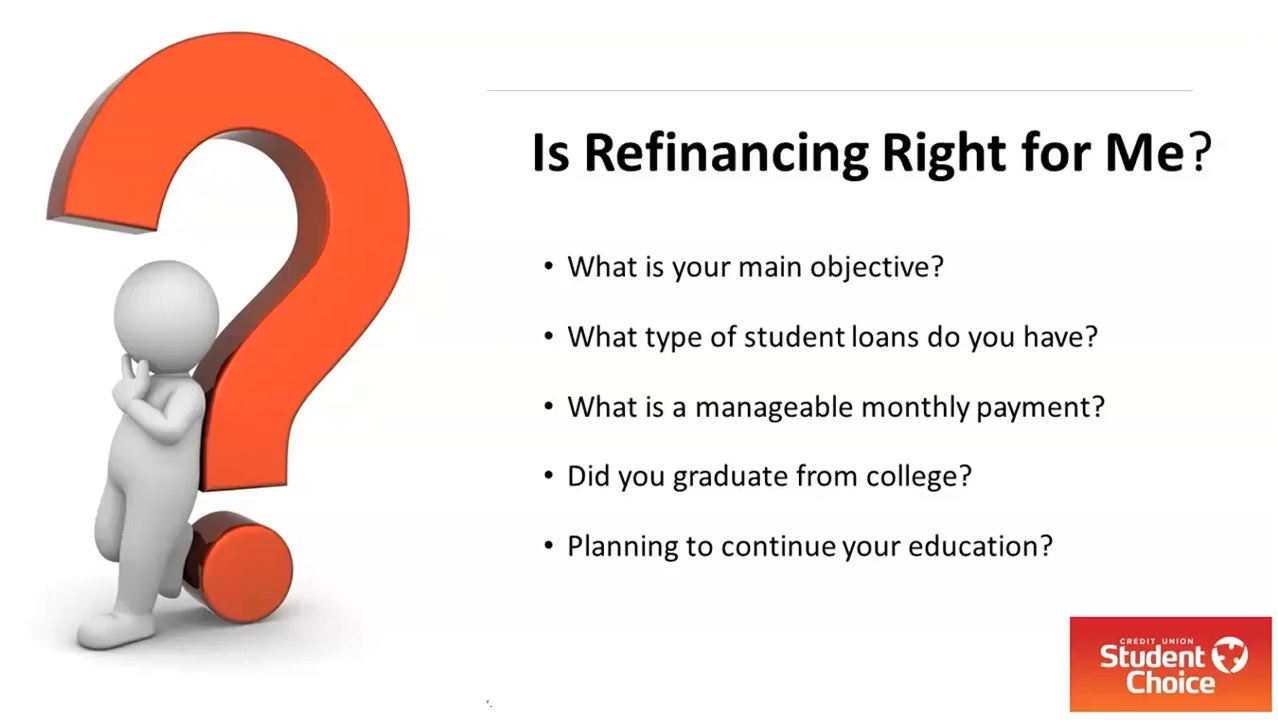 Is Refinancing Right for Me?
• What is your main objective?
• What type of student loans do you have?
• What is a manageable monthly payment?
• Did you graduate from college?
• Planning to continue your education?
CREDIT UNION
Student
Choice